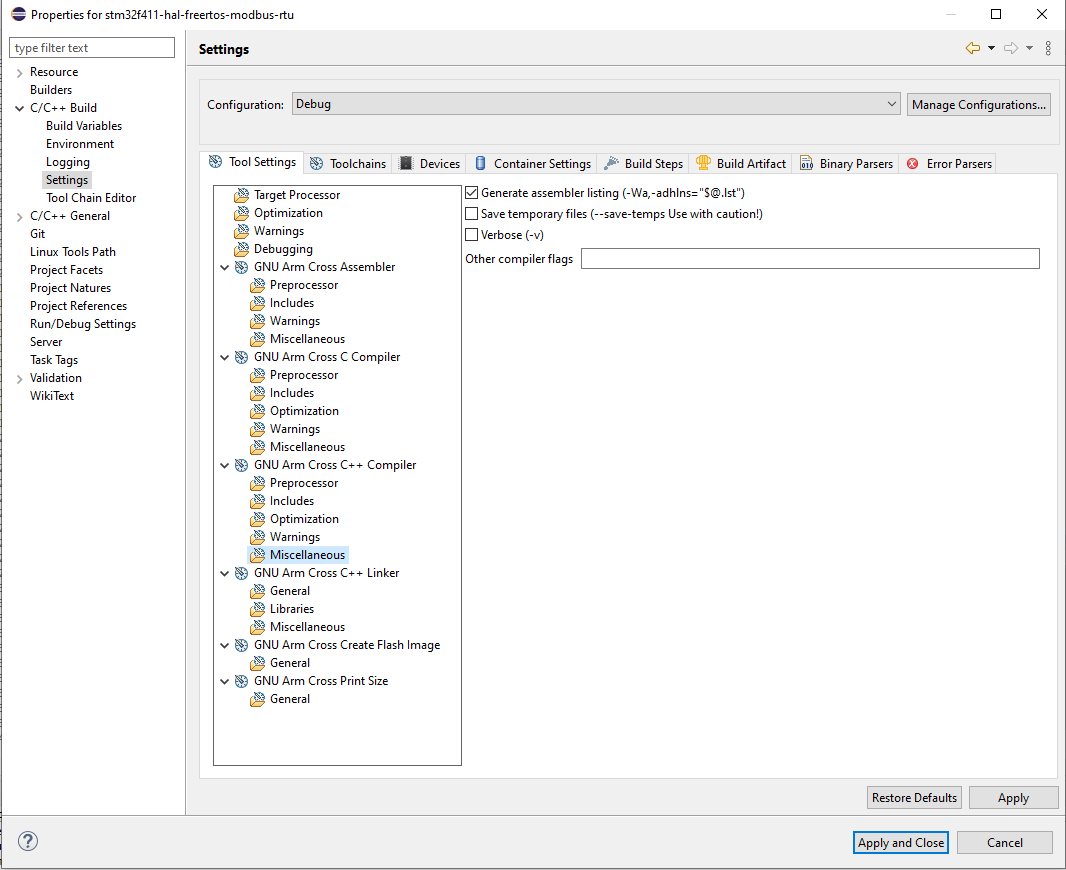 Properties for stm32f411-hal-freertos-modbus-rtu
type filter text
Resource
Builders
C/C++ Build
Build Variables
Environment
Logging
Settings
Tool Chain Editor
C/C++ General
Git
Linux Tools Path
Project Facets
Project Natures
Project References
Run/Debug Settings
Server
Task Tags
Validation
WikiText
Settings
Configuration: Debug Manage Configurations...
Tool Settings Toolchains Devices Container Settings Build Steps Build Artifact Binary Parsers Error Parsers
Target Processor
Optimization
Warnings
Debugging
GNU Arm Cross Assembler
Preprocessor
Includes
Warnings
Miscellaneous
GNU Arm Cross C Compiler
Preprocessor
Includes
Optimization
Warnings
Miscellaneous
GNU Arm Cross C++ Compiler
Preprocessor
Includes
Optimization
Warnings
Miscellaneous
GNU Arm Cross C++ Linker
General
Libraries
Miscellaneous
GNU Arm Cross Create Flash Image
General
GNU Arm Cross Print Size
General
Generate assembler listing (-Wa,-adhlns="$@.lst")
Save temporary files (--save-temps Use with caution!)
Verbose (-v)
Other compiler flags
Restore Defaults Apply
? Apply and Close Cancel